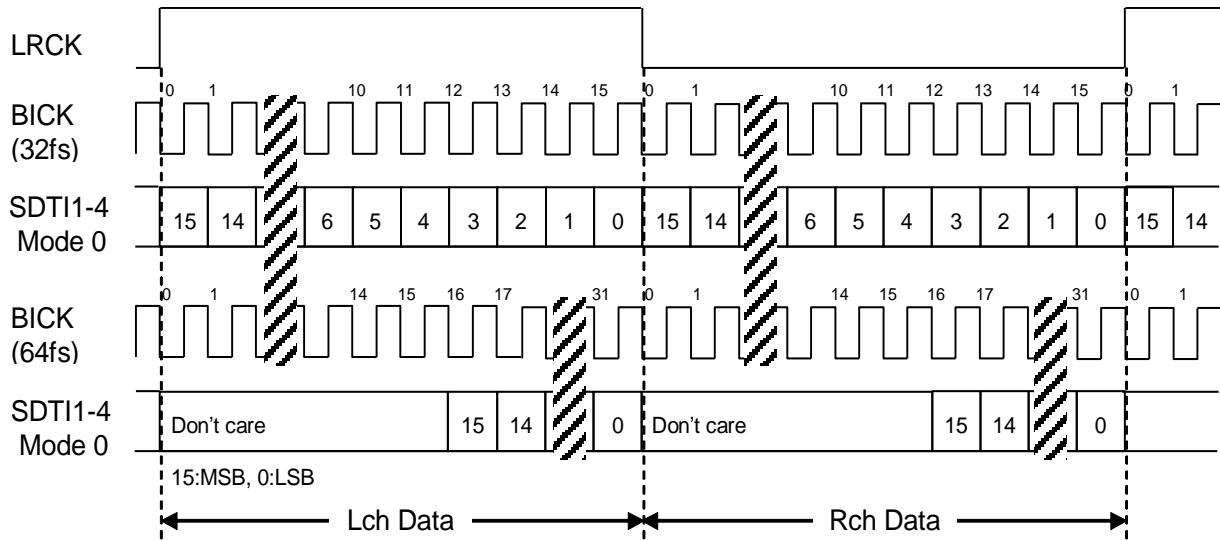 LRCK
0 1 10 11 12 13 14 15 0 1 10 11 12 13 14 15 0 1
BICK
(32fs)
SDTI1-4
Mode 0
15 14 6 5 4 3 2 1 0 15 14 6 5 4 3 2 1 0 15 14
0 1 14 15 16 17 31 0 1 14 15 16 17 31 0 1
BICK
(64fs)
SDTI1-4
Mode 0
Don't care 15 14 0 Don't care 15 14 0
15:MSB, 0:LSB
Lch Data Rch Data